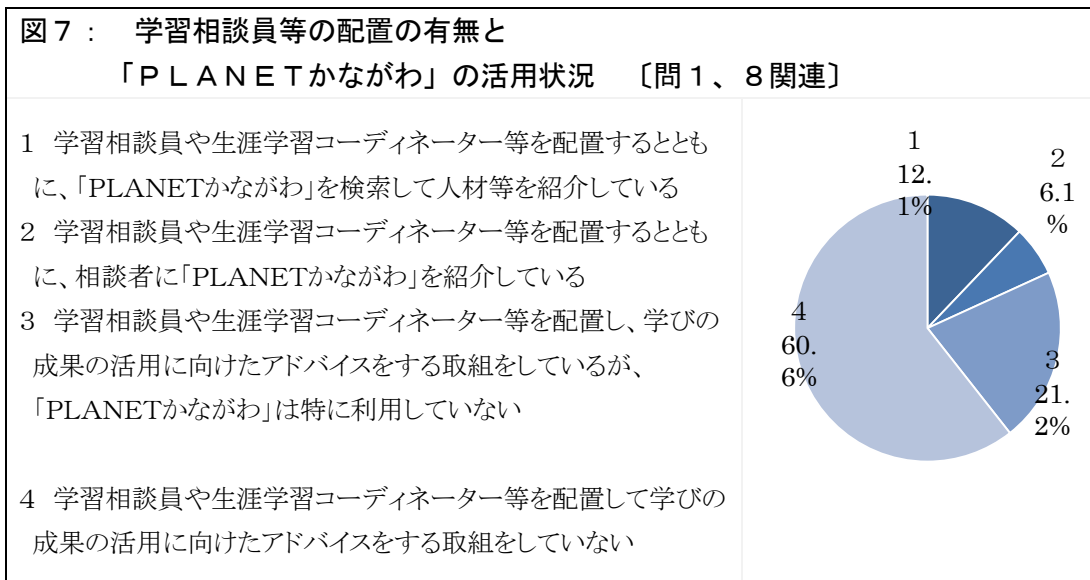 図７： 学習相談員等の配置の有無と
「ＰＬＡＮＥＴかながわ」の活用状況 〔問１、８関連〕
1 学習相談員や生涯学習コーディネーター等を配置するととも
に、「PLANETかながわ」を検索して人材等を紹介している
2 学習相談員や生涯学習コーディネーター等を配置するととも
に、相談者に「PLANETかながわ」を紹介している
3 学習相談員や生涯学習コーディネーター等を配置し、学びの
成果の活用に向けたアドバイスをする取組をしているが、
「PLANETかながわ」は特に利用していない
4 学習相談員や生涯学習コーディネーター等を配置して学びの
成果の活用に向けたアドバイスをする取組をしていない
1
12.
1%
2
6.1
%
3
21.
2%
4
60.
6%